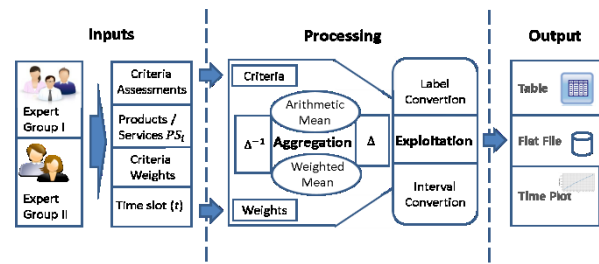 Inputs
Processing
Output
Expert
Group I
Expert
Group II
Criteria
Assessments
Products /
Services PS_l
Criteria
Weights
Time slot (t)
Criteria
Arithmetic
Mean
Δ⁻¹
Aggregation
Δ
Weighted
Mean
Weights
Label
Convertion
Exploitation
Interval
Convertion
Table
Flat File
Time Plot